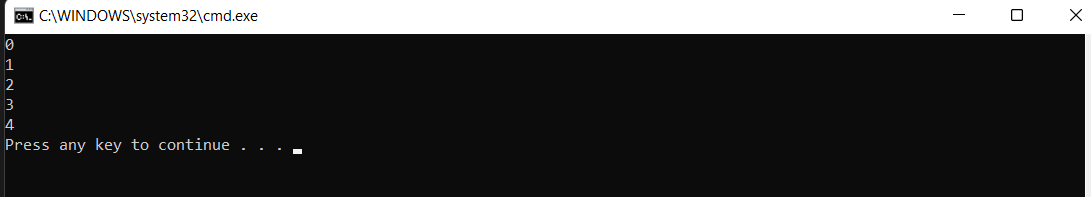 C:\WINDOWS\system32\cmd.exe
0
1
2
3
4
Press any key to continue . . .